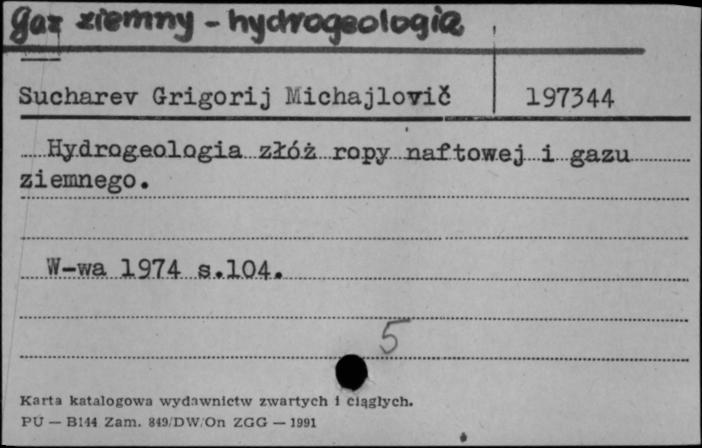 gaz ziemny - hydrogeologia
Sucharev Grigorij Michajlovič 197344
Hydrogeologia złóż ropy naftowej i gazu
ziemnego.
W-wa 1974 s.104.
5
Karta katalogowa wydawnictw zwartych i ciągłych.
PU — B144 Zam. 849/DW/On ZGG — 1991